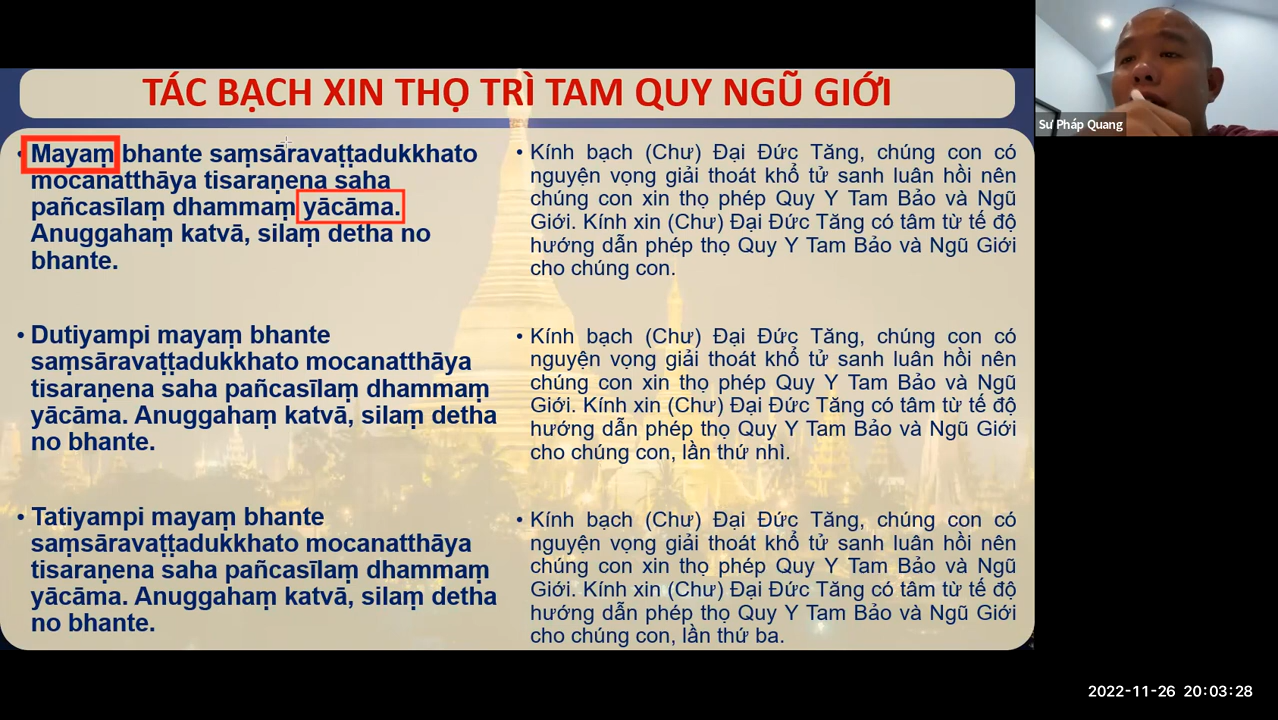 TÁC BẠCH XIN THỌ TRÌ TAM QUY NGŨ GIỚI
• Mayaṃ bhante saṃsāravaṭṭadukkhato
mocanatthāya tisaraṇena saha
pañcasīlaṃ dhammaṃ yācāma.
Anuggahaṃ katvā, silaṃ detha no
bhante.
• Kính bạch (Chư) Đại Đức Tăng, chúng con có
nguyện vọng giải thoát khổ tử sanh luân hồi nên
chúng con xin thọ phép Quy Y Tam Bảo và Ngũ
Giới. Kính xin (Chư) Đại Đức Tăng có tâm từ tế độ
hướng dẫn phép thọ Quy Y Tam Bảo và Ngũ Giới
cho chúng con.
• Dutiyampi mayaṃ bhante
saṃsāravaṭṭadukkhato mocanatthāya
tisaraṇena saha pañcasīlaṃ dhammaṃ
yācāma. Anuggahaṃ katvā, silaṃ detha
no bhante.
• Kính bạch (Chư) Đại Đức Tăng, chúng con có
nguyện vọng giải thoát khổ tử sanh luân hồi nên
chúng con xin thọ phép Quy Y Tam Bảo và Ngũ
Giới. Kính xin (Chư) Đại Đức Tăng có tâm từ tế độ
hướng dẫn phép thọ Quy Y Tam Bảo và Ngũ Giới
cho chúng con, lần thứ nhì.
• Tatiyampi mayaṃ bhante
saṃsāravaṭṭadukkhato mocanatthāya
tisaraṇena saha pañcasīlaṃ dhammaṃ
yācāma. Anuggahaṃ katvā, silaṃ detha
no bhante.
• Kính bạch (Chư) Đại Đức Tăng, chúng con có
nguyện vọng giải thoát khổ tử sanh luân hồi nên
chúng con xin thọ phép Quy Y Tam Bảo và Ngũ
Giới. Kính xin (Chư) Đại Đức Tăng có tâm từ tế độ
hướng dẫn phép thọ Quy Y Tam Bảo và Ngũ Giới
cho chúng con, lần thứ ba.
Sư Pháp Quang
2022-11-26 20:03:28